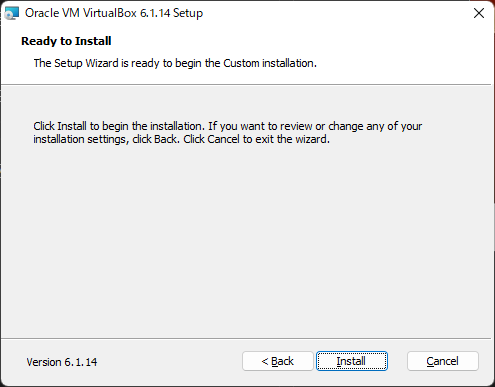 Oracle VM VirtualBox 6.1.14 Setup
Ready to Install
The Setup Wizard is ready to begin the Custom installation.
Click Install to begin the installation. If you want to review or change any of your
installation settings, click Back. Click Cancel to exit the wizard.
Version 6.1.14
< Back
Install
Cancel